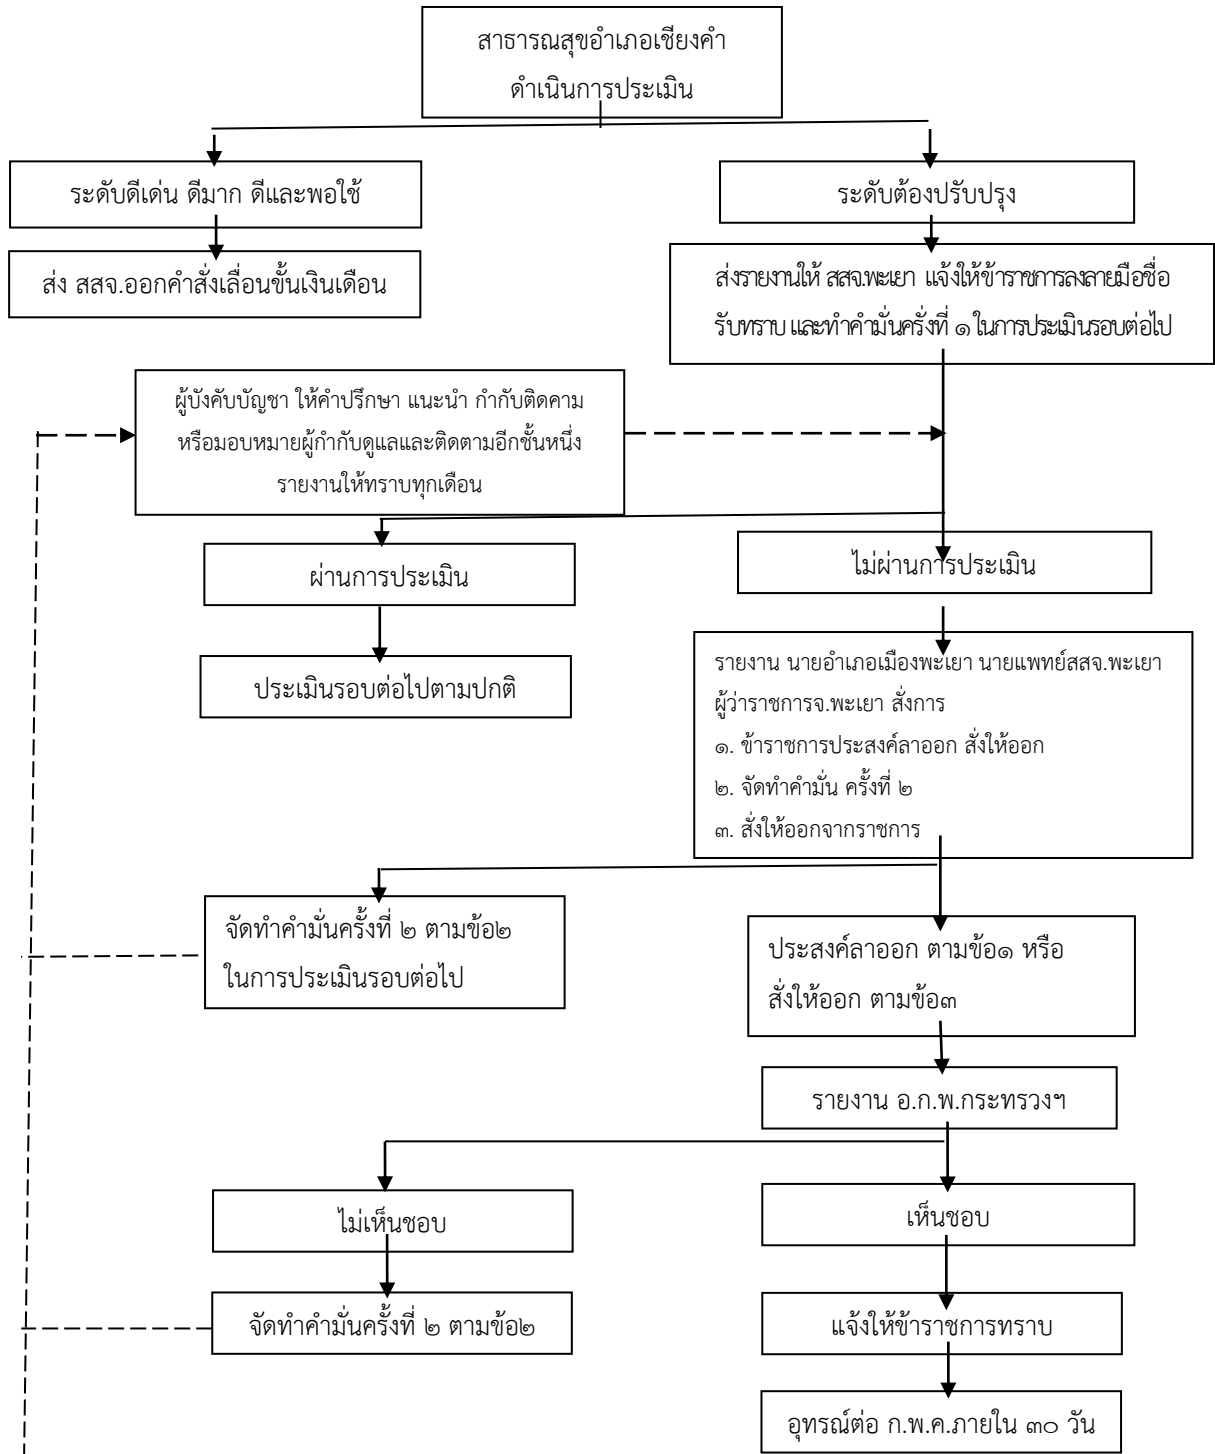 สาธารณสุขอำเภอเชียงคำ
ดำเนินการประเมิน
ระดับดีเด่น ดีมาก ดีและพอใช้
ระดับต้องปรับปรุง
ส่ง สสจ.ออกคำสั่งเลื่อนขั้นเงินเดือน
ส่งรายงานให้ สสจ.พะเยา แจ้งให้ข้าราชการลงลายมือชื่อ
รับทราบ และทำคำมั่นครั้งที่ ๑ ในการประเมินรอบต่อไป
ผู้บังคับบัญชา ให้คำปรึกษา แนะนำ กำกับติดคาม
หรือมอบหมายผู้กำกับดูแลและติดตามอีกชั้นหนึ่ง
รายงานให้ทราบทุกเดือน
ผ่านการประเมิน
ไม่ผ่านการประเมิน
ประเมินรอบต่อไปตามปกติ
รายงาน นายอำเภอเมืองพะเยา นายแพทย์สสจ.พะเยา
ผู้ว่าราชการจ.พะเยา สั่งการ
๑. ข้าราชการประสงค์ลาออก สั่งให้ออก
๒. จัดทำคำมั่น ครั้งที่ ๒
๓. สั่งให้ออกจากราชการ
จัดทำคำมั่นครั้งที่ ๒ ตามข้อ๒
ในการประเมินรอบต่อไป
ประสงค์ลาออก ตามข้อ๑ หรือ
สั่งให้ออก ตามข้อ๓
รายงาน อ.ก.พ.กระทรวงฯ
ไม่เห็นชอบ
เห็นชอบ
จัดทำคำมั่นครั้งที่ ๒ ตามข้อ๒
แจ้งให้ข้าราชการทราบ
อุทรณ์ต่อ ก.พ.ค.ภายใน ๓๐ วัน